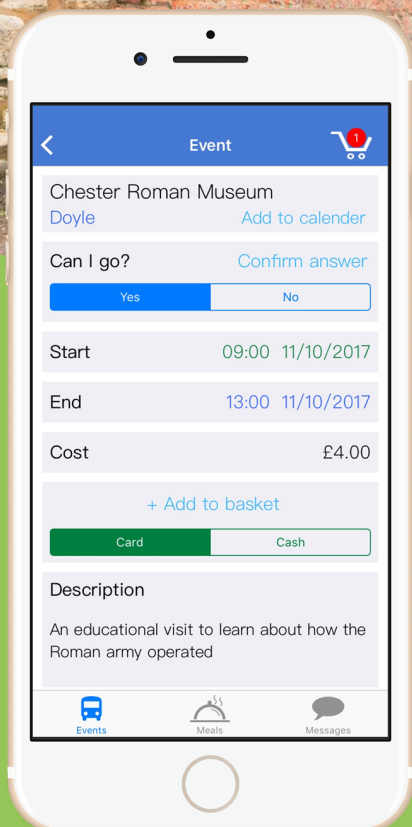 Event
1
Chester Roman Museum
Doyle Add to calender
Can I go? Confirm answer
Yes No
Start 09:00 11/10/2017
End 13:00 11/10/2017
Cost £4.00
+ Add to basket
Card Cash
Description
An educational visit to learn about how the
Roman army operated
Events Meals Messages